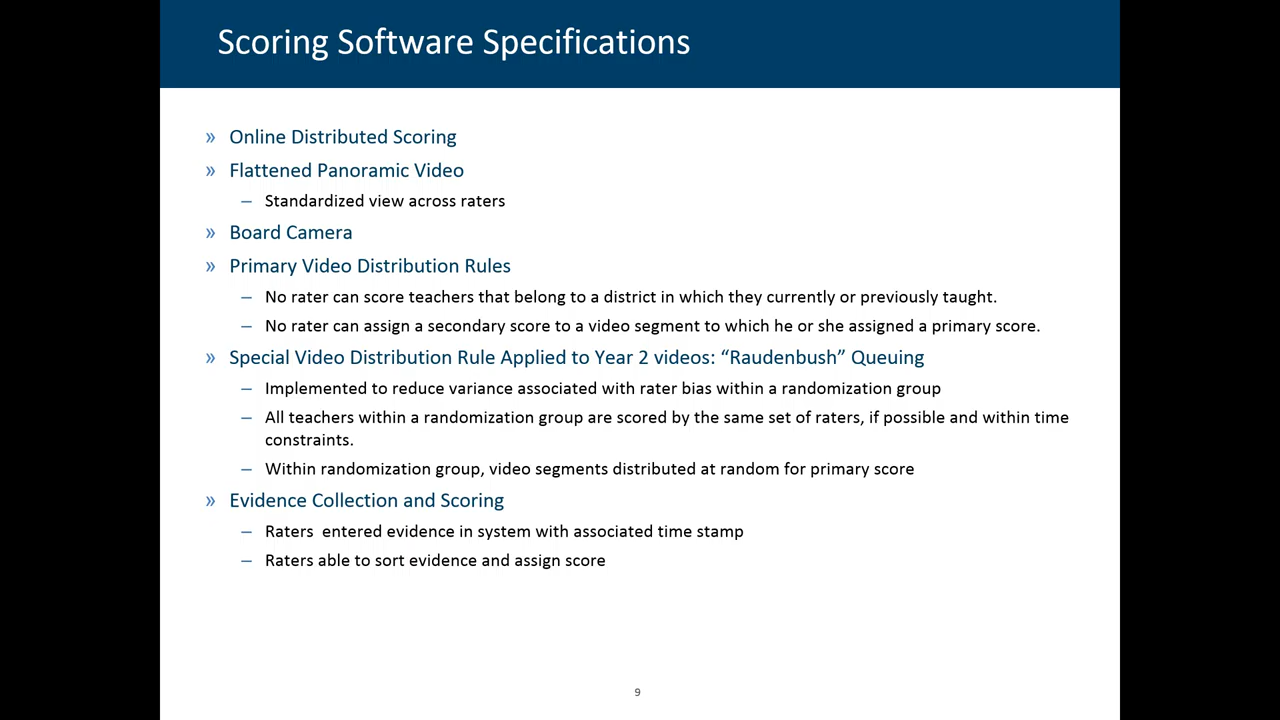 Scoring Software Specifications
» Online Distributed Scoring
» Flattened Panoramic Video
– Standardized view across raters
» Board Camera
» Primary Video Distribution Rules
– No rater can score teachers that belong to a district in which they currently or previously taught.
– No rater can assign a secondary score to a video segment to which he or she assigned a primary score.
» Special Video Distribution Rule Applied to Year 2 videos: “Raudenbush” Queuing
– Implemented to reduce variance associated with rater bias within a randomization group
– All teachers within a randomization group are scored by the same set of raters, if possible and within time
constraints.
– Within randomization group, video segments distributed at random for primary score
» Evidence Collection and Scoring
– Raters  entered evidence in system with associated time stamp
– Raters able to sort evidence and assign score
9